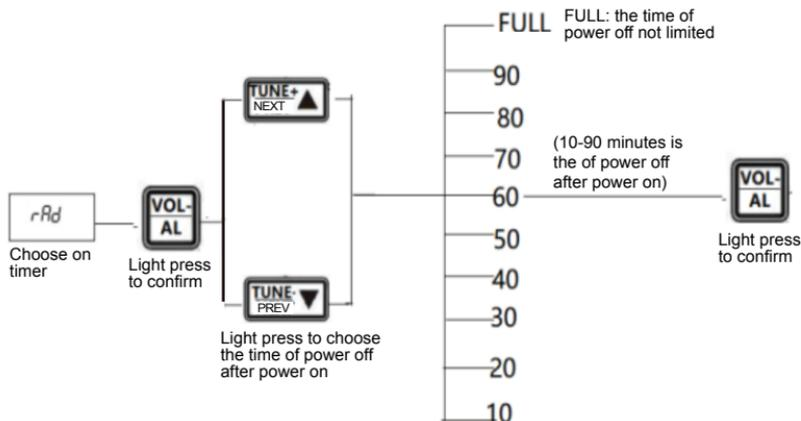 FULL
FULL: the time of
power off not limited
90
80
70
60
50
40
30
20
10
(10-90 minutes is
the of power off
after power on)
TUNE+
NEXT
rAd
Choose on
timer
VOL-
AL
Light press
to confirm
TUNE-
PREV
Light press to choose
the time of power off
after power on
VOL-
AL
Light press
to confirm